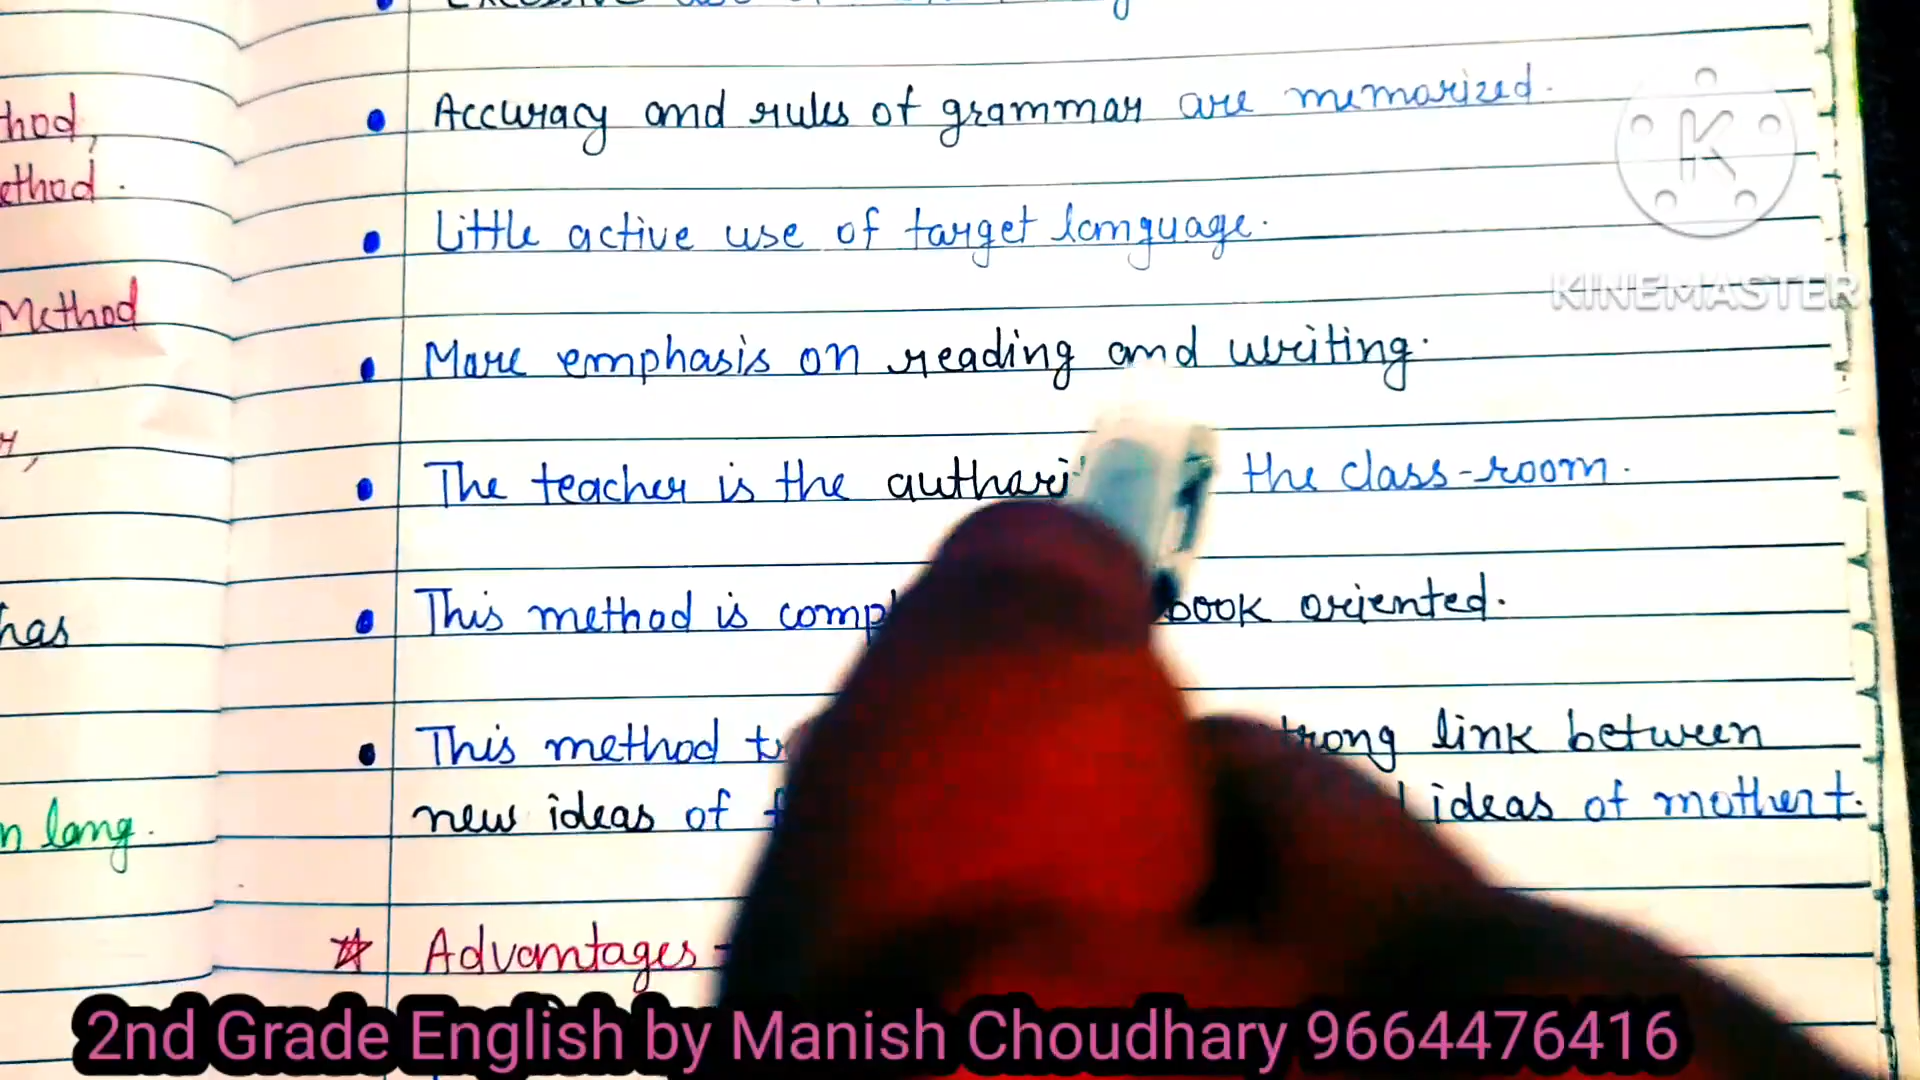 thod,
ethod.
Method
has
n lang.
• Accuracy and rules of grammar are memorized.
• Little active use of target language.
• More emphasis on reading and writing.
• The teacher is the the class-room.
• This method is book oriented.
• This method link between
new ideas of ideas of mother t.
☆ Advantages -
KINEMASTER
2nd Grade English by Manish Choudhary 9664476416